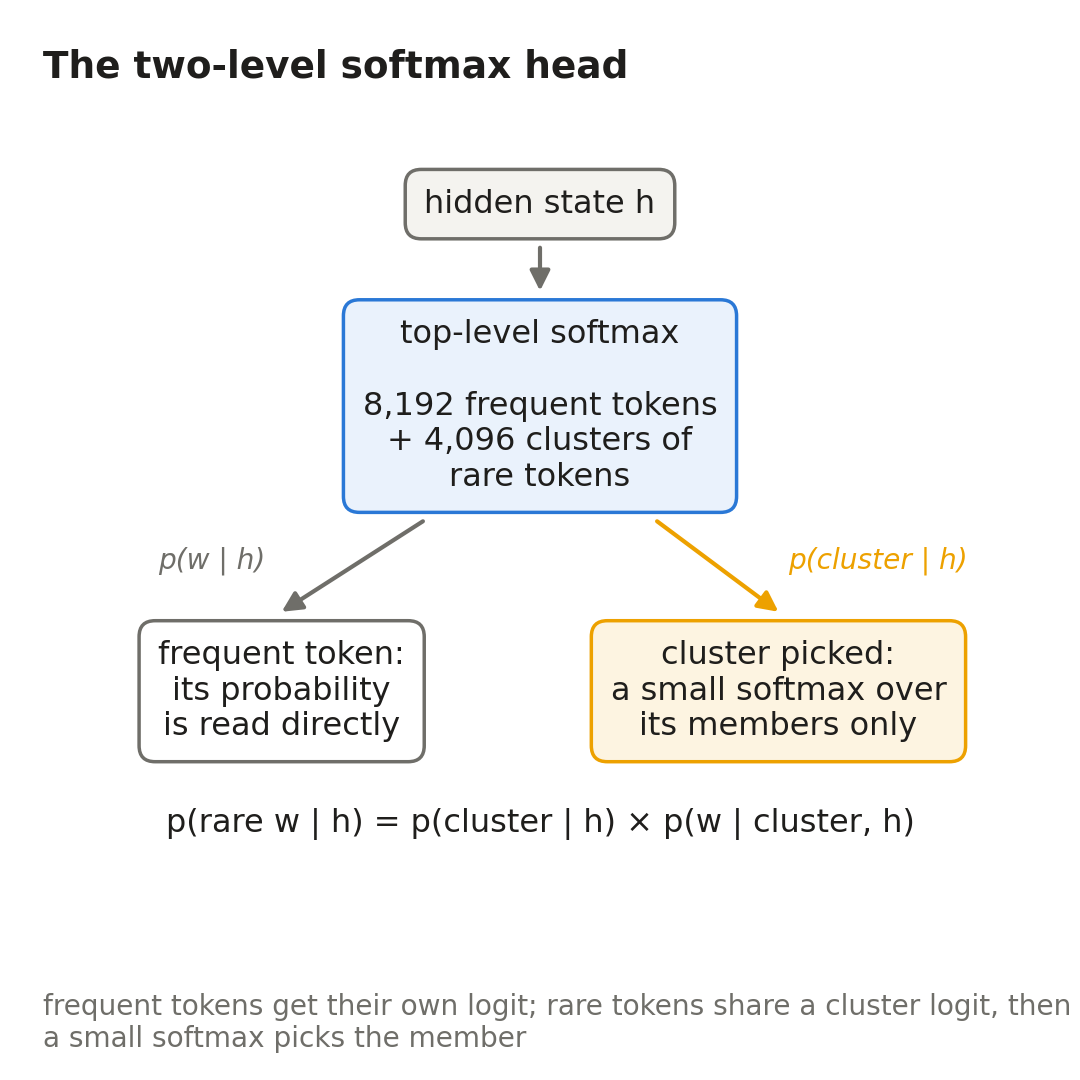 The two-level softmax head
hidden state h
top-level softmax
8,192 frequent tokens
+ 4,096 clusters of
rare tokens
p(w | h)
p(cluster | h)
frequent token:
its probability
is read directly
cluster picked:
a small softmax over
its members only
p(rare w | h) = p(cluster | h) × p(w | cluster, h)
frequent tokens get their own logit; rare tokens share a cluster logit, then
a small softmax picks the member